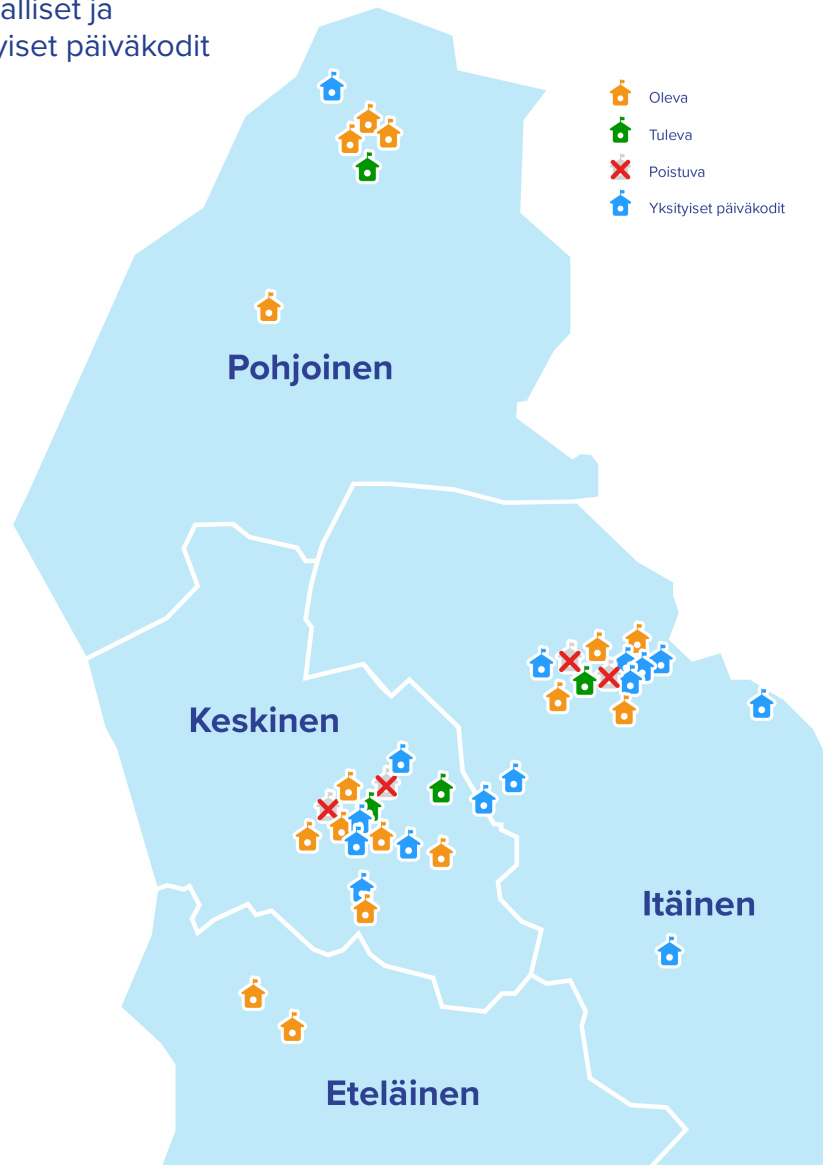 alliset ja
yiset päiväkodit
Oleva
Tuleva
Poistuva
Yksityiset päiväkodit
Pohjoinen
Keskinen
Itäinen
Eteläinen